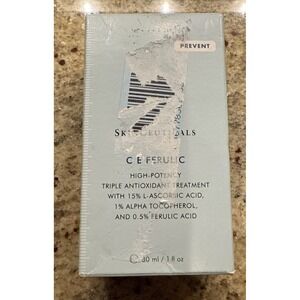 PREVENT
SKINCEUTICALS
C E FERULIC
HIGH-POTENCY
TRIPLE ANTIOXIDANT TREATMENT
WITH 15% L-ASCORBIC ACID,
1% ALPHA TOCOPHEROL,
AND 0.5% FERULIC ACID
30 ml / 1 fl oz